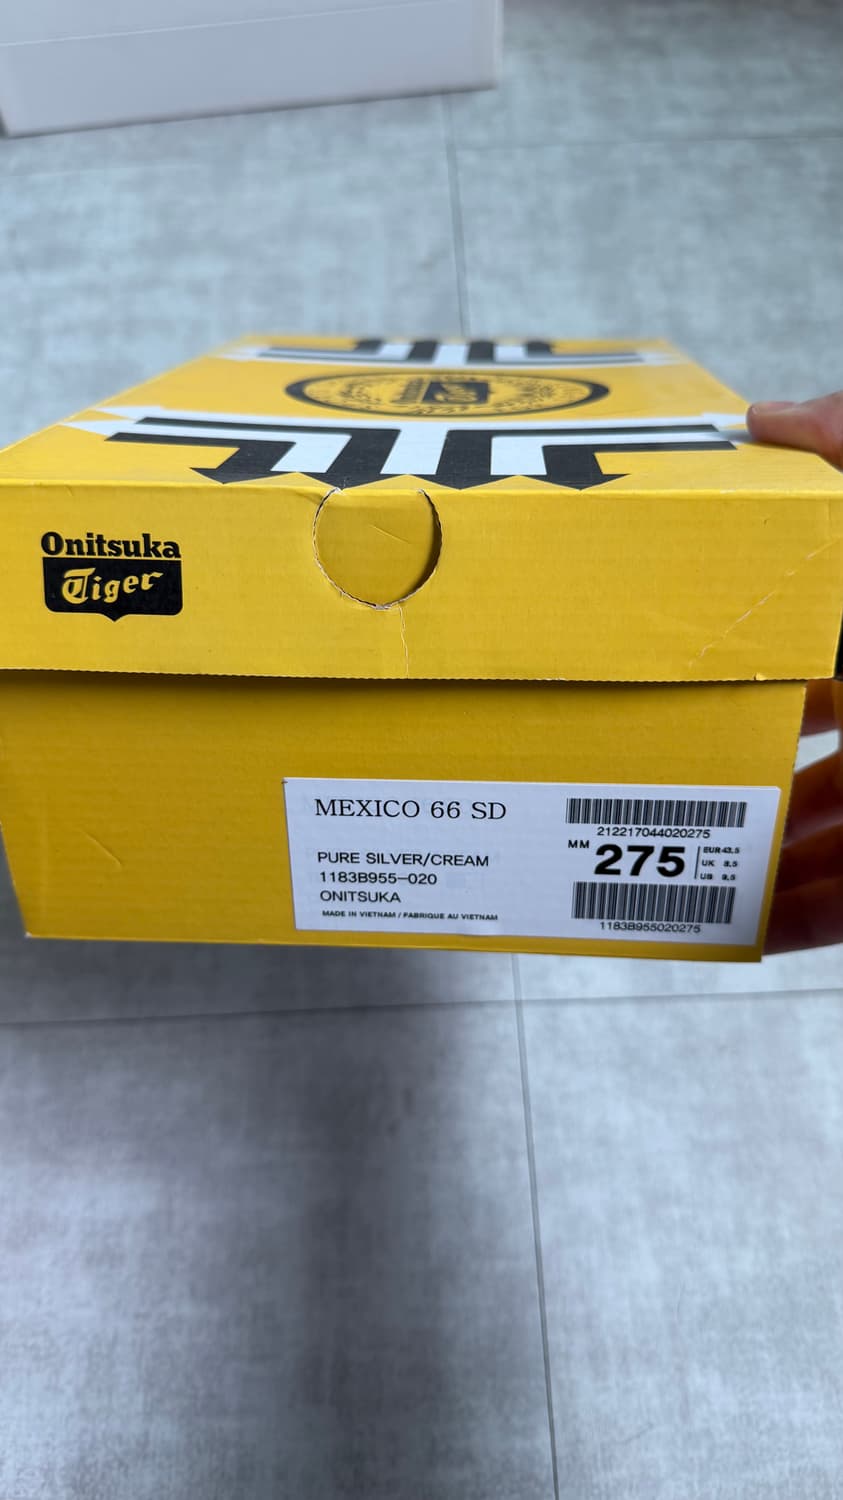 Onitsuka
Tiger
MEXICO 66 SD
PURE SILVER/CREAM
1183B955-020
ONITSUKA
MADE IN VIETNAM / FABRIQUE AU VIETNAM
212217044020275
MM 275
EUR 43.5
UK 8.5
US 9.5
1183B955020275